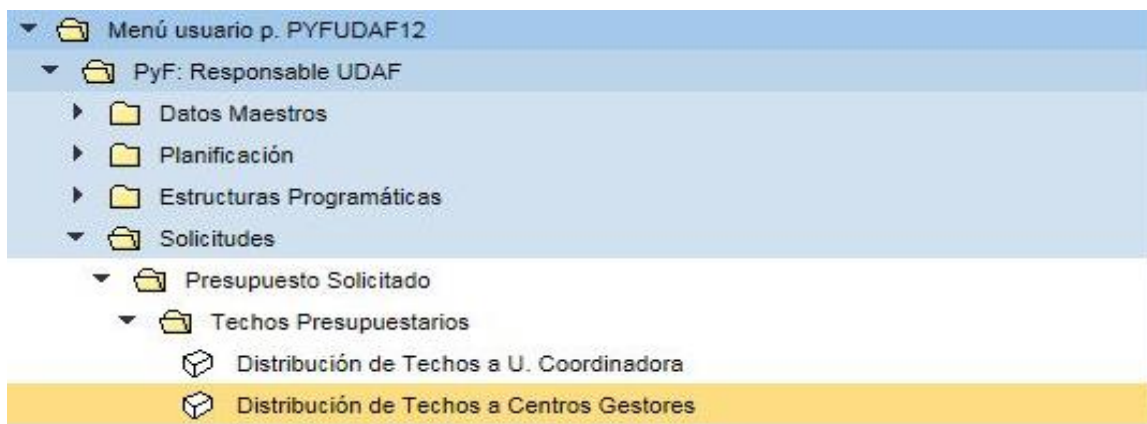 Menú usuario p. PYFUDAF12
PyF: Responsable UDAF
Datos Maestros
Planificación
Estructuras Programáticas
Solicitudes
Presupuesto Solicitado
Techos Presupuestarios
Distribución de Techos a U. Coordinadora
Distribución de Techos a Centros Gestores